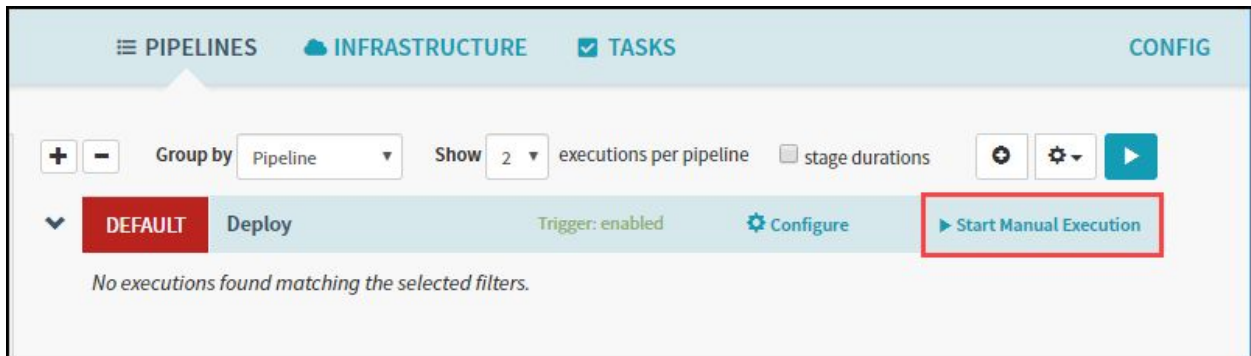 PIPELINES INFRASTRUCTURE TASKS CONFIG
Group by Pipeline Show 2 executions per pipeline stage durations
DEFAULT Deploy Trigger: enabled Configure Start Manual Execution
No executions found matching the selected filters.